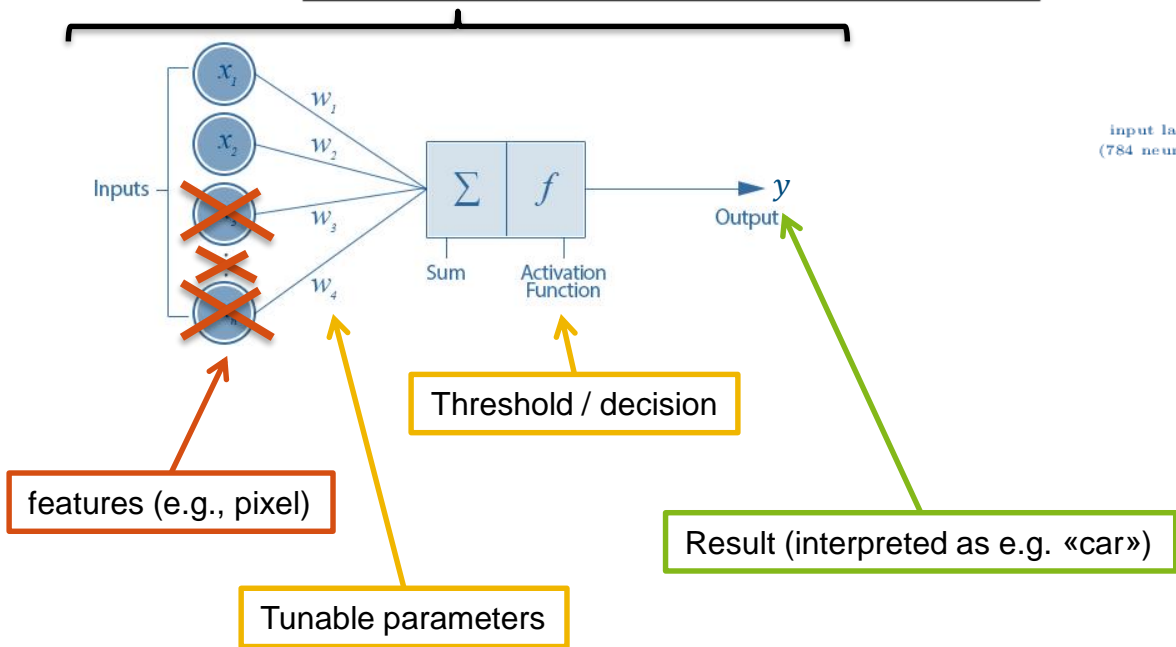 x₁
w₁
input la
(784 neur
x₂
w₂
Inputs
Σ f
y
w₃
Output
Sum
Activation
Function
w₄
Threshold / decision
features (e.g., pixel)
Result (interpreted as e.g. «car»)
Tunable parameters